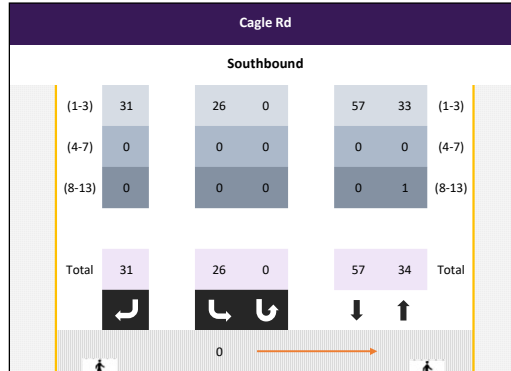 Cagle Rd
Southbound
(1-3) 31 26 0 57 33 (1-3)
(4-7) 0 0 0 0 0 (4-7)
(8-13) 0 0 0 0 1 (8-13)
Total 31 26 0 57 34 Total
0